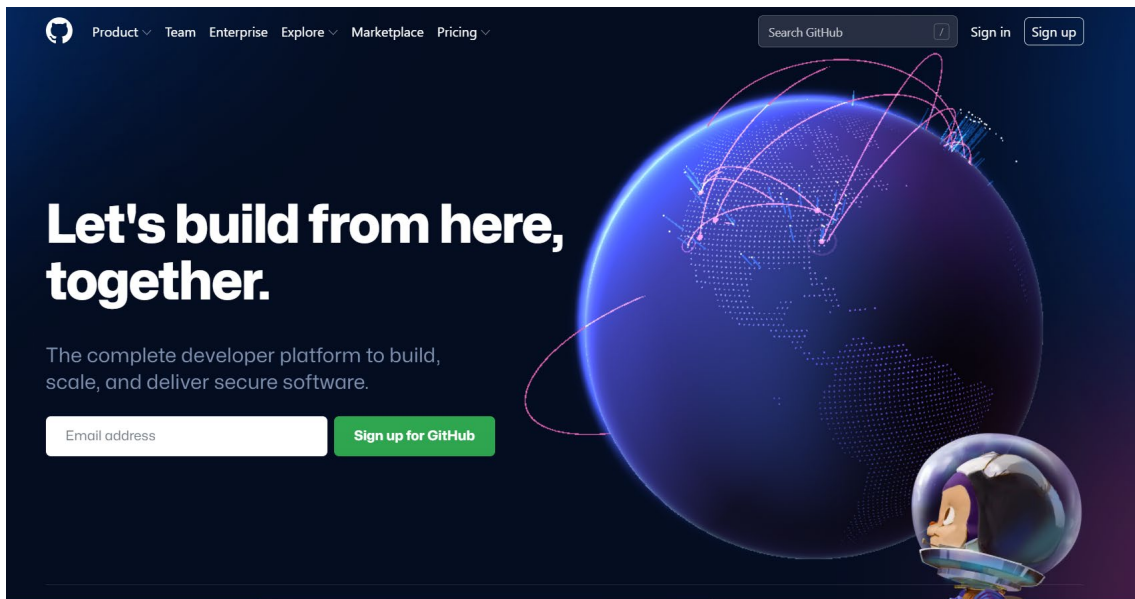 Product Team Enterprise Explore Marketplace Pricing Search GitHub / Sign in Sign up
Let's build from here,
together.
The complete developer platform to build,
scale, and deliver secure software.
Email address Sign up for GitHub